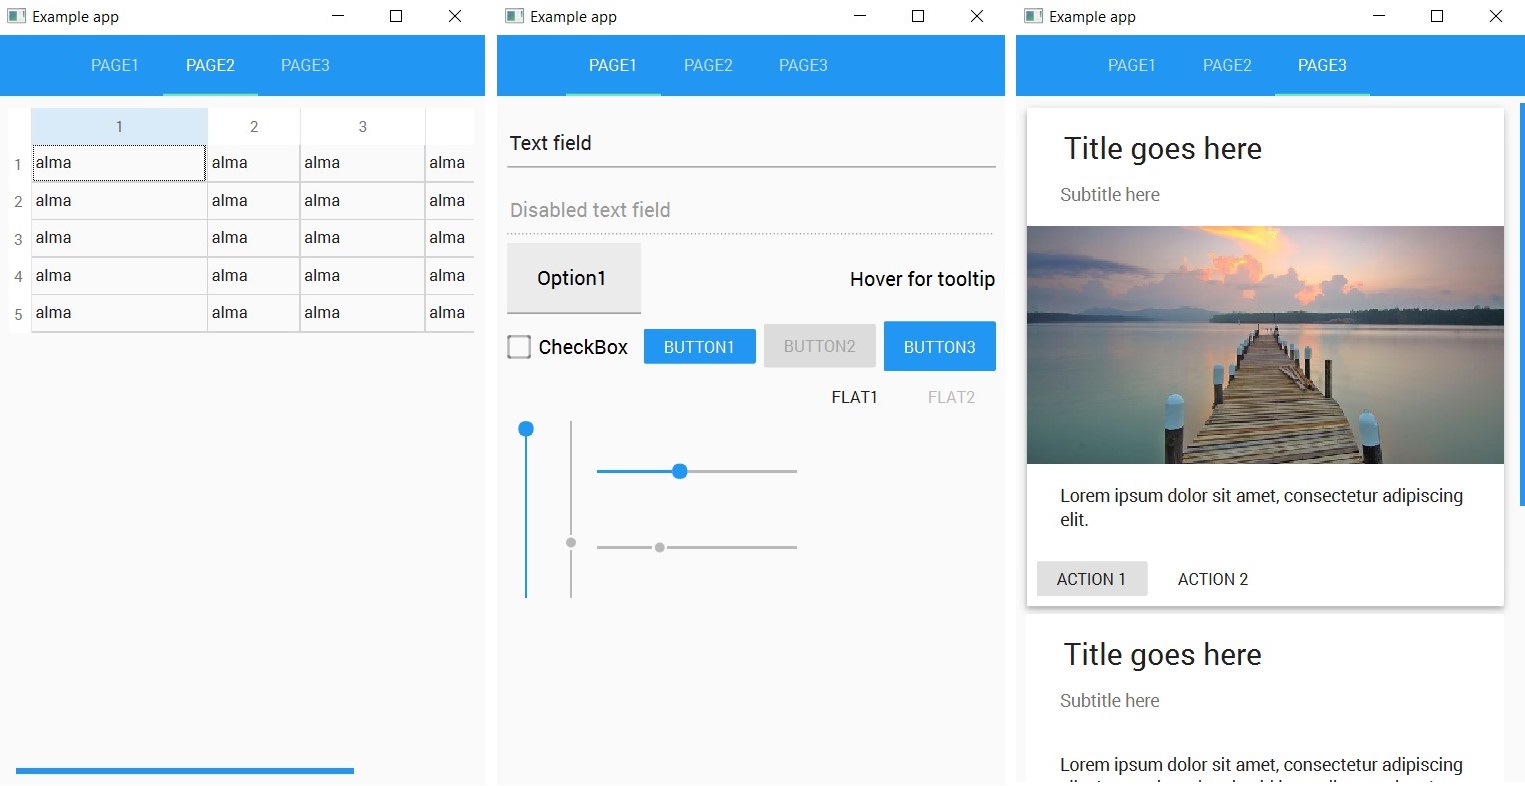 Example app
PAGE1 PAGE2 PAGE3
1 2 3
1 alma alma alma alma
2 alma alma alma alma
3 alma alma alma alma
4 alma alma alma alma
5 alma alma alma alma
Example app
PAGE1 PAGE2 PAGE3
Text field
Disabled text field
Option1 Hover for tooltip
CheckBox BUTTON1 BUTTON2 BUTTON3
FLAT1 FLAT2
Example app
PAGE1 PAGE2 PAGE3
Title goes here
Subtitle here
Lorem ipsum dolor sit amet, consectetur adipiscing
elit.
ACTION 1 ACTION 2
Title goes here
Subtitle here
Lorem ipsum dolor sit amet, consectetur adipiscing